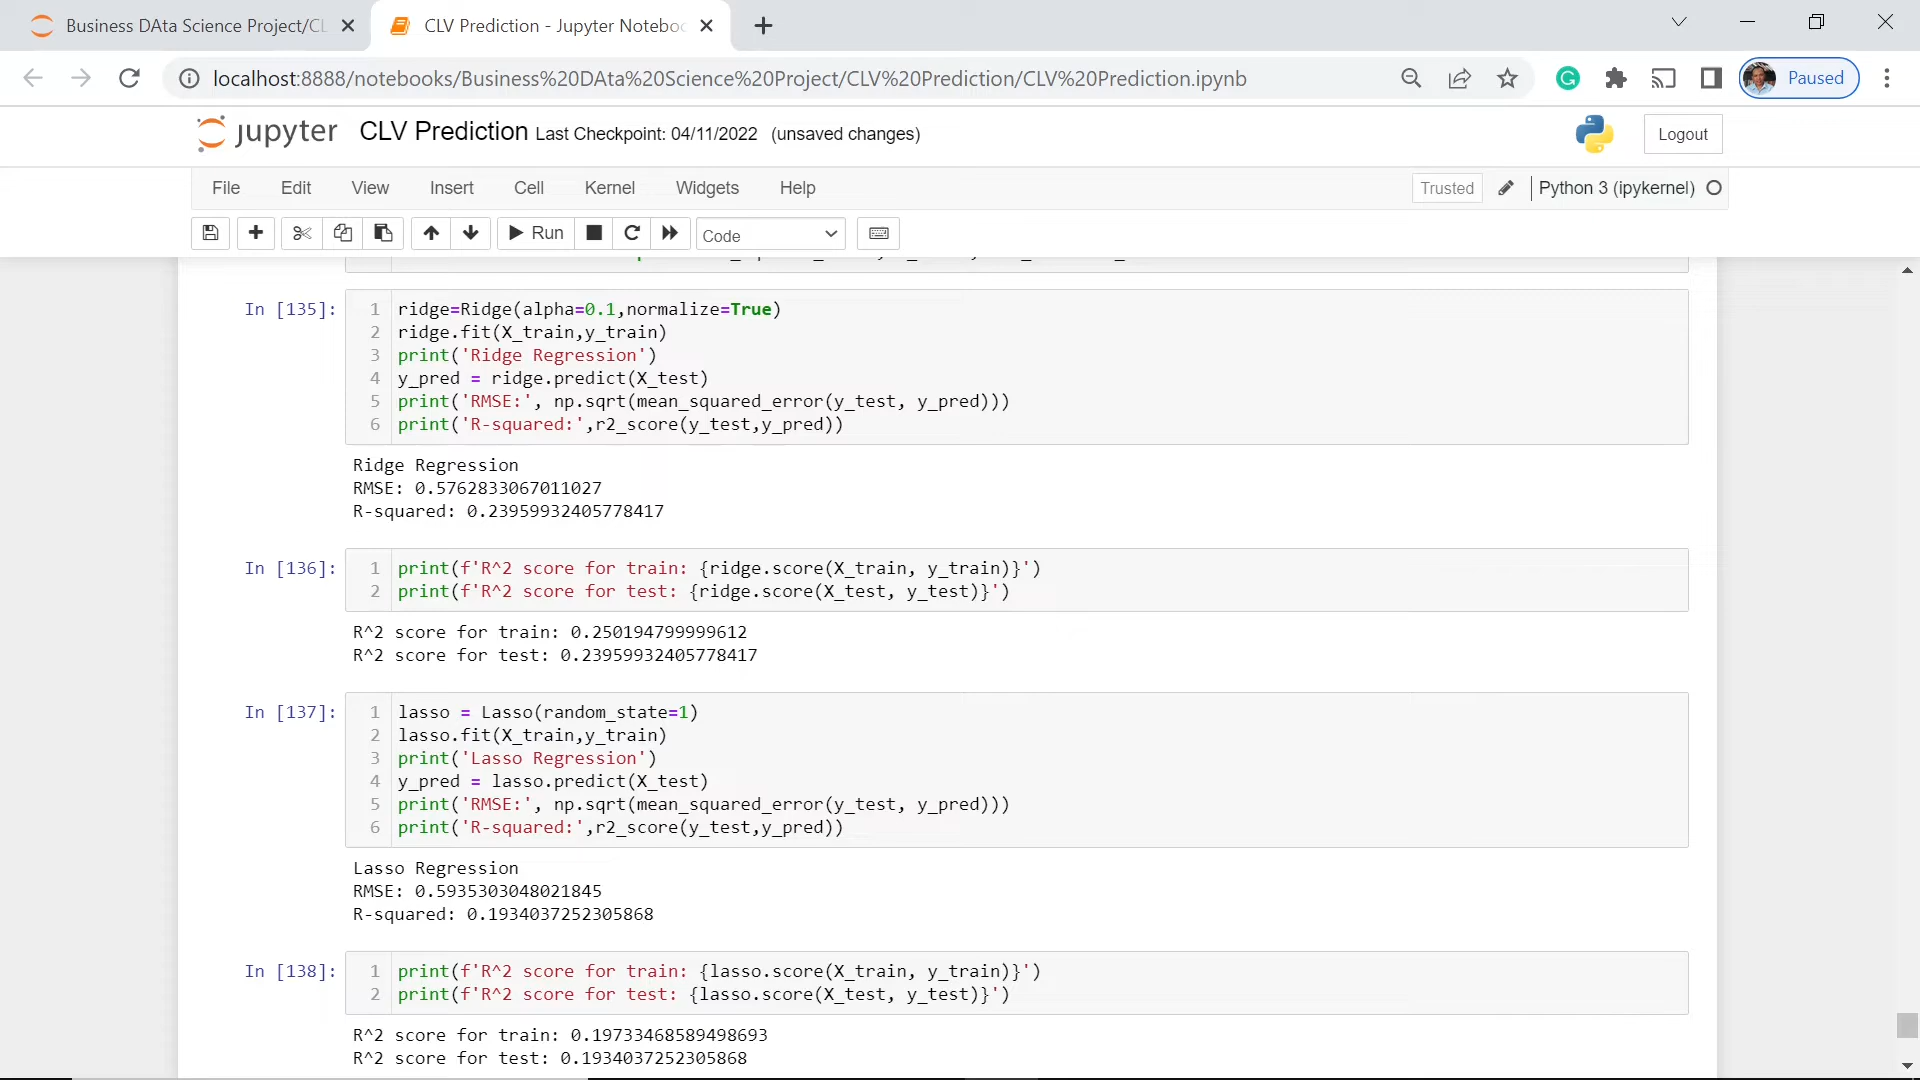 Business DAta Science Project/CL
CLV Prediction - Jupyter Noteboo
localhost:8888/notebooks/Business%20DAta%20Science%20Project/CLV%20Prediction/CLV%20Prediction.ipynb
Paused
jupyter CLV Prediction Last Checkpoint: 04/11/2022 (unsaved changes)
Logout
File Edit View Insert Cell Kernel Widgets Help
Trusted Python 3 (ipykernel)
Run Code
In [135]:
1 ridge=Ridge(alpha=0.1,normalize=True)
2 ridge.fit(X_train,y_train)
3 print('Ridge Regression')
4 y_pred = ridge.predict(X_test)
5 print('RMSE:', np.sqrt(mean_squared_error(y_test, y_pred)))
6 print('R-squared:',r2_score(y_test,y_pred))
Ridge Regression
RMSE: 0.5762833067011027
R-squared: 0.23959932405778417
In [136]:
1 print(f'R^2 score for train: {ridge.score(X_train, y_train)}')
2 print(f'R^2 score for test: {ridge.score(X_test, y_test)}')
R^2 score for train: 0.250194799999612
R^2 score for test: 0.23959932405778417
In [137]:
1 lasso = Lasso(random_state=1)
2 lasso.fit(X_train,y_train)
3 print('Lasso Regression')
4 y_pred = lasso.predict(X_test)
5 print('RMSE:', np.sqrt(mean_squared_error(y_test, y_pred)))
6 print('R-squared:',r2_score(y_test,y_pred))
Lasso Regression
RMSE: 0.5935303048021845
R-squared: 0.1934037252305868
In [138]:
1 print(f'R^2 score for train: {lasso.score(X_train, y_train)}')
2 print(f'R^2 score for test: {lasso.score(X_test, y_test)}')
R^2 score for train: 0.19733468589498693
R^2 score for test: 0.1934037252305868